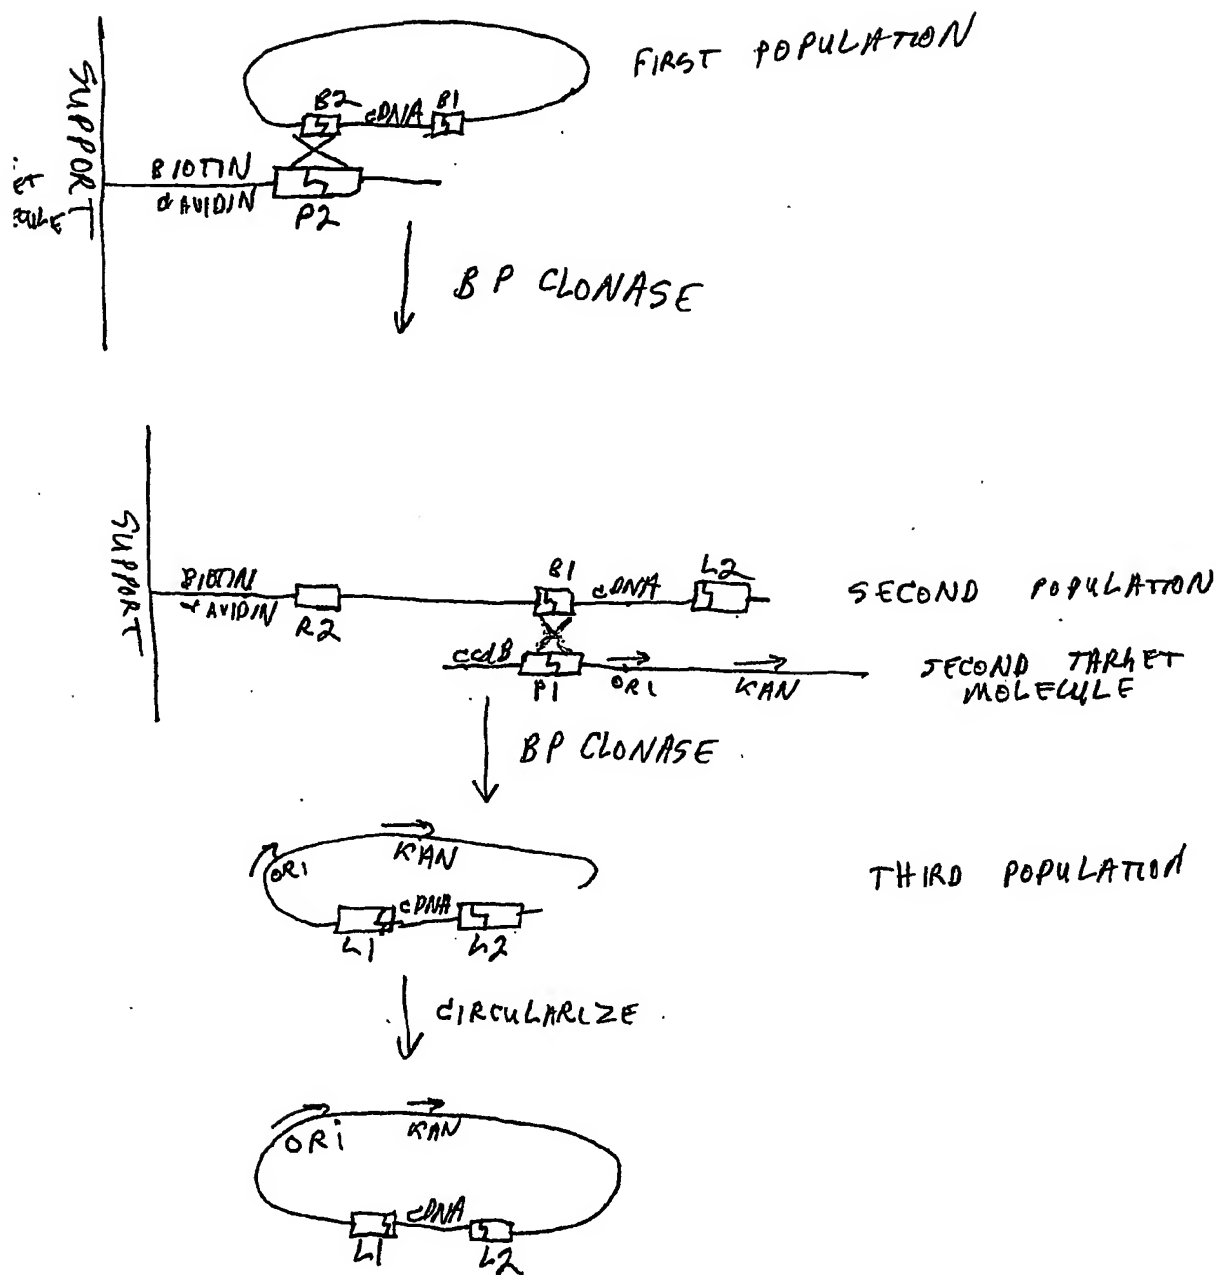 FIRST POPULATION
SUPPORT
B2 cDNA B1
BIOTIN
& AVIDIN
P2
BP CLONASE
SUPPORT
BIOTIN
& AVIDIN
R2
B1 cDNA L2
SECOND POPULATION
ccdB P1 ORI KAN
SECOND TARGET
MOLECULE
BP CLONASE
ORI KAN
THIRD POPULATION
cDNA
L1 L2
CIRCULARIZE
ORI KAN
cDNA
L1 L2